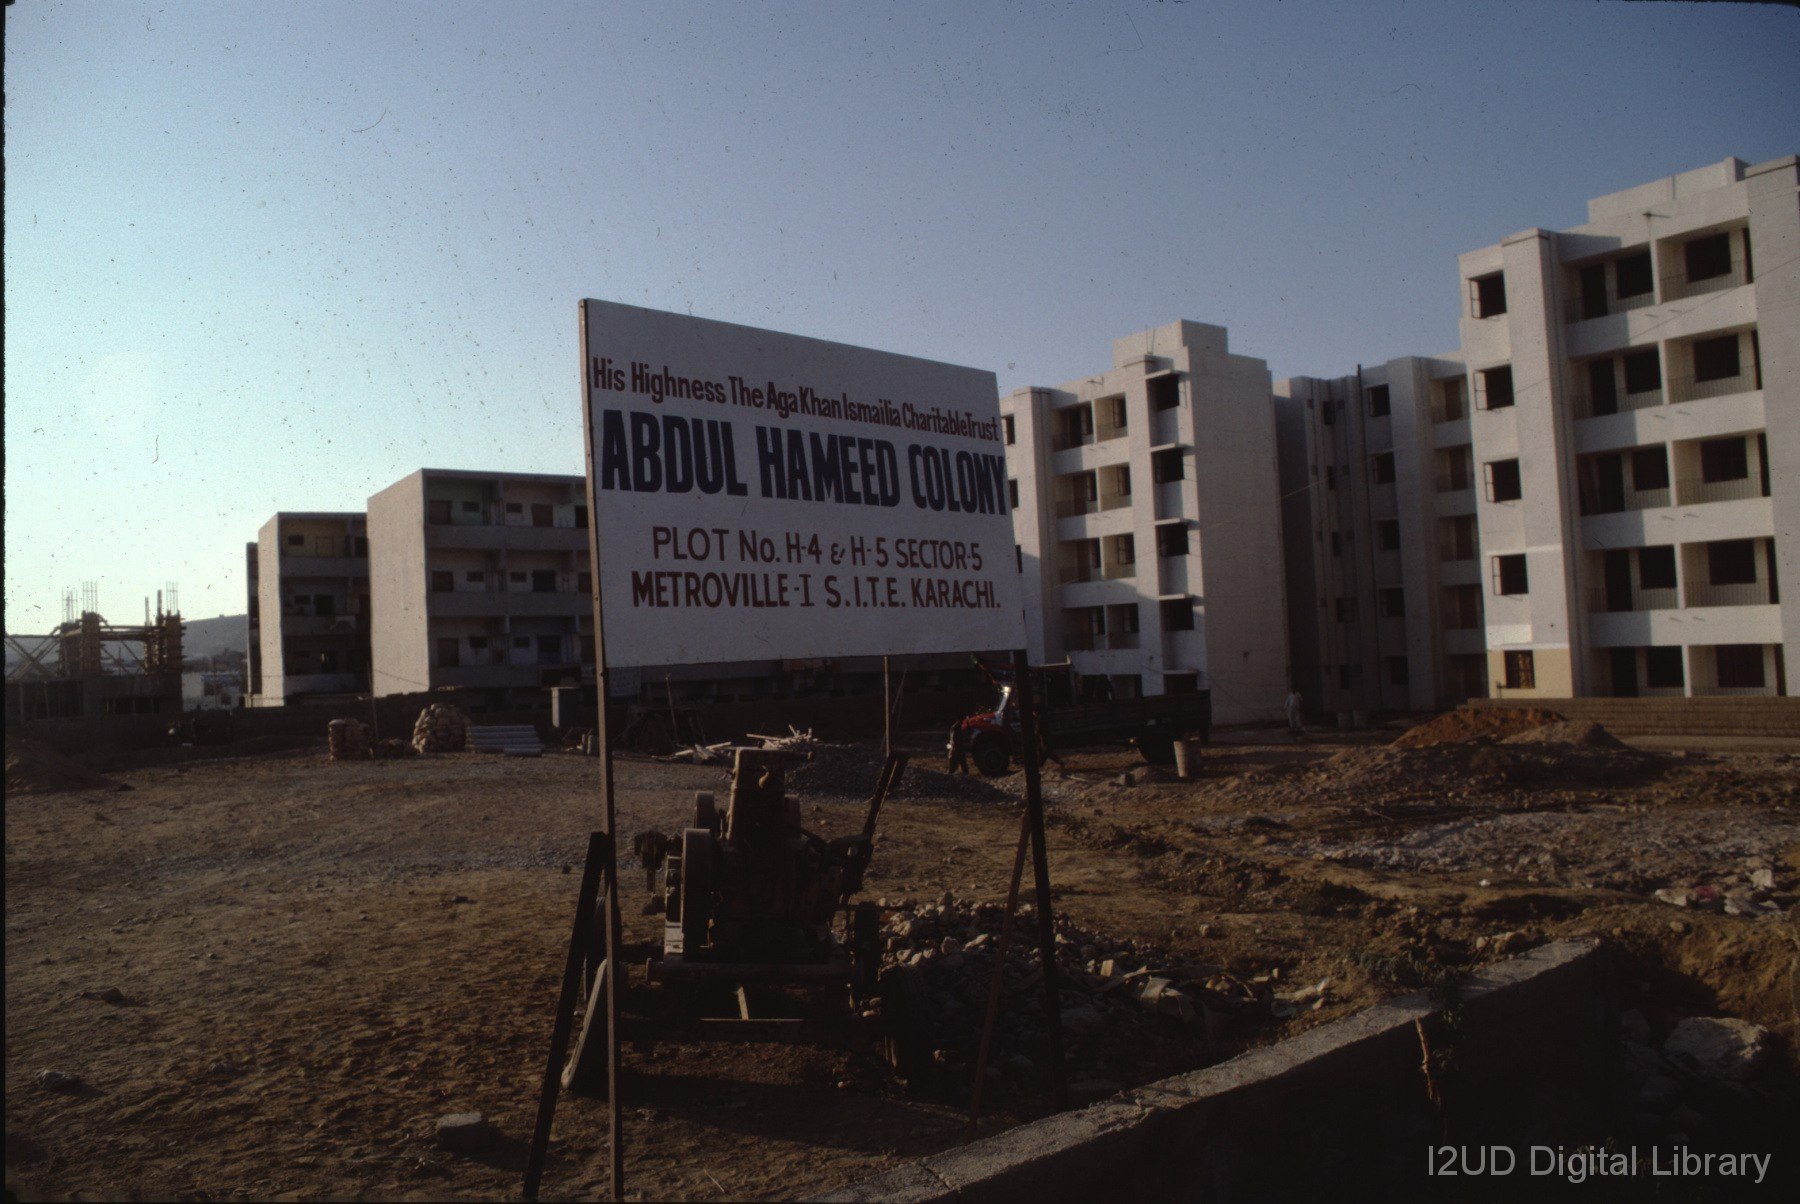 His Highness The Aga Khan Ismailia Charitable Trust
ABDUL HAMEED COLONY
PLOT No. H-4 & H-5 SECTOR-5
METROVILLE-I S.I.T.E. KARACHI.
I2UD Digital Library